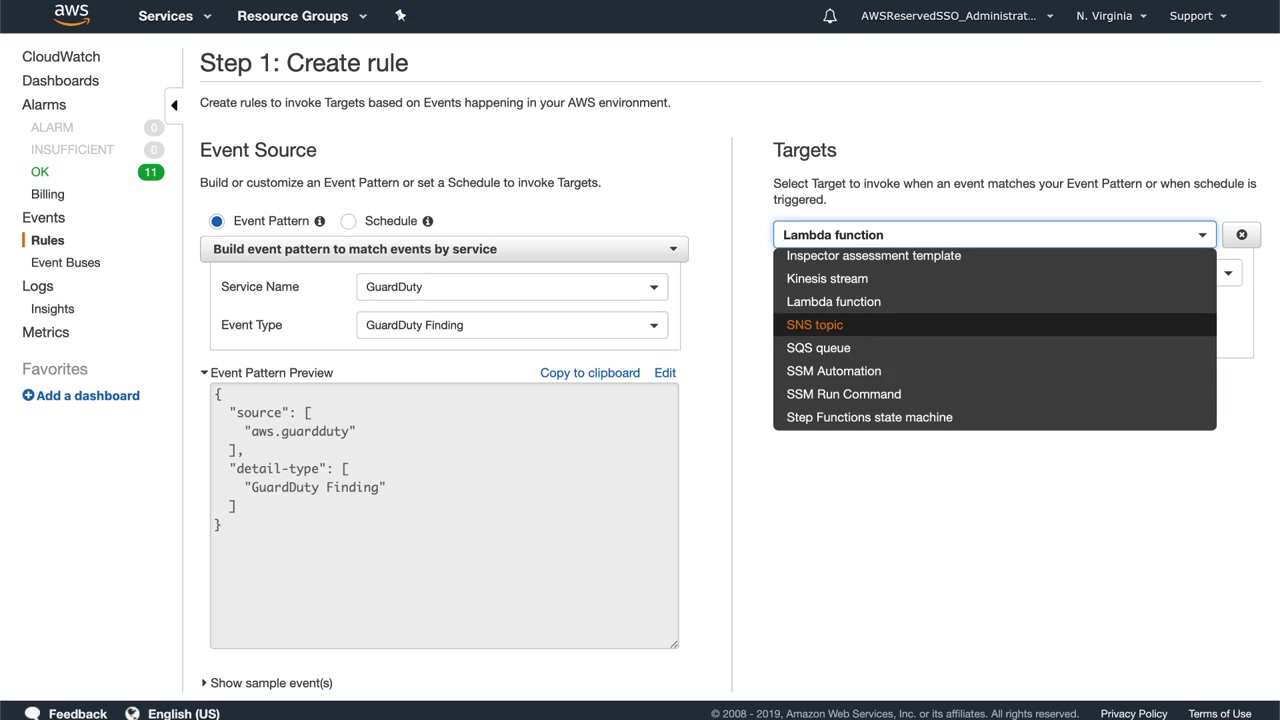 aws
Services
Resource Groups
AWSReservedSSO_Administrat...
N. Virginia
Support
CloudWatch
Dashboards
Alarms
ALARM 0
INSUFFICIENT 0
OK 11
Billing
Events
Rules
Event Buses
Logs
Insights
Metrics
Favorites
Add a dashboard
Step 1: Create rule
Create rules to invoke Targets based on Events happening in your AWS environment.
Event Source
Build or customize an Event Pattern or set a Schedule to invoke Targets.
Event Pattern
Schedule
Build event pattern to match events by service
Service Name GuardDuty
Event Type GuardDuty Finding
Event Pattern Preview
Copy to clipboard
Edit
{
"source": [
"aws.guardduty"
],
"detail-type": [
"GuardDuty Finding"
]
}
Show sample event(s)
Targets
Select Target to invoke when an event matches your Event Pattern or when schedule is
triggered.
Lambda function
Inspector assessment template
Kinesis stream
Lambda function
SNS topic
SQS queue
SSM Automation
SSM Run Command
Step Functions state machine
Feedback
English (US)
© 2008 - 2019, Amazon Web Services, Inc. or its affiliates. All rights reserved.
Privacy Policy
Terms of Use